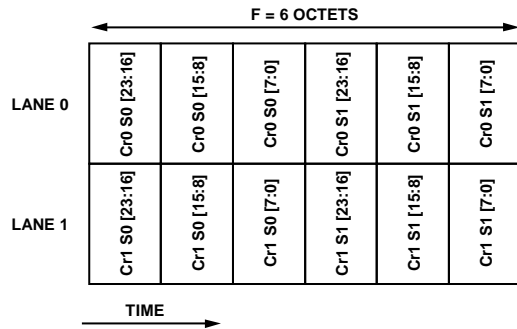 F = 6 OCTETS
LANE 0
Cr0 S0 [23:16]
Cr0 S0 [15:8]
Cr0 S0 [7:0]
Cr0 S1 [23:16]
Cr0 S1 [15:8]
Cr0 S1 [7:0]
LANE 1
Cr1 S0 [23:16]
Cr1 S0 [15:8]
Cr1 S0 [7:0]
Cr1 S1 [23:16]
Cr1 S1 [15:8]
Cr1 S1 [7:0]
TIME